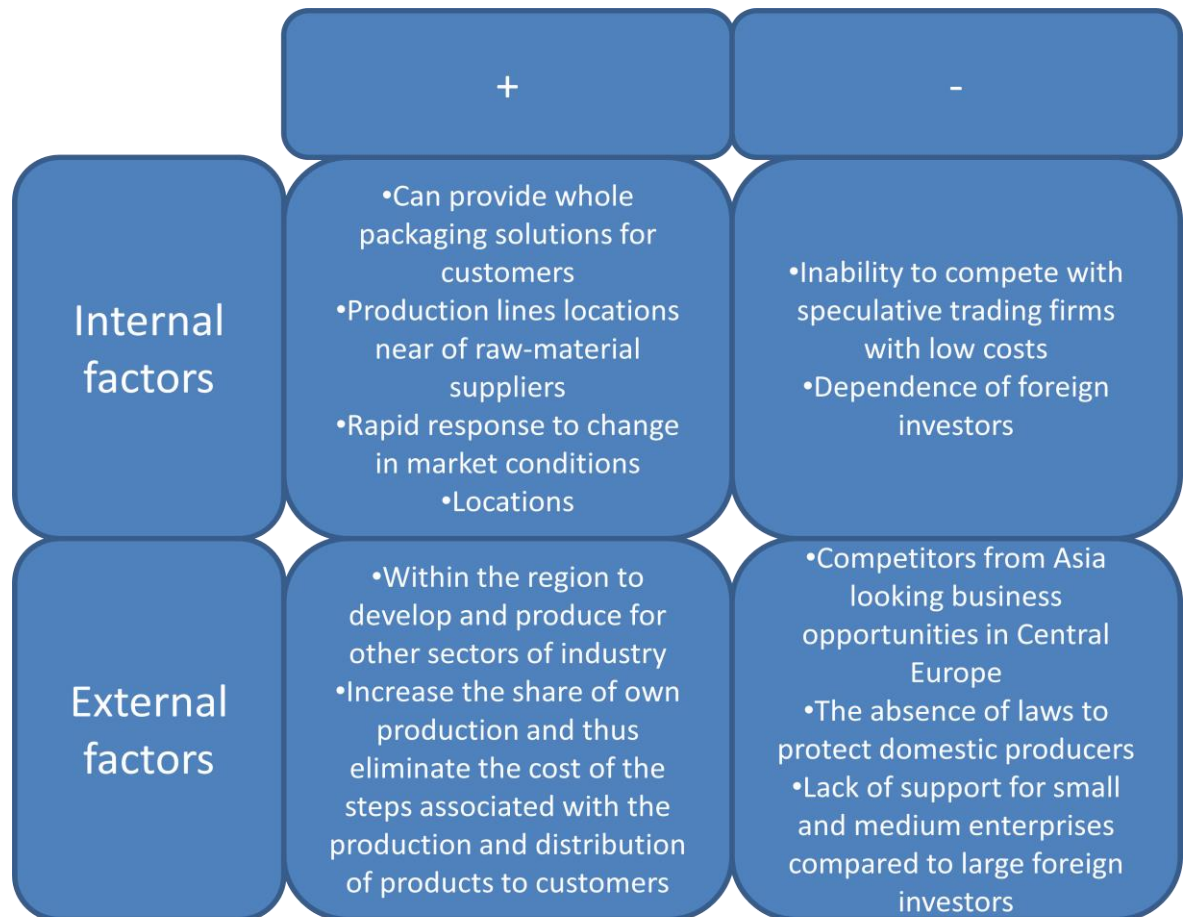 +
-
Internal
factors
•Can provide whole
packaging solutions for
customers
•Production lines locations
near of raw-material
suppliers
•Rapid response to change
in market conditions
•Locations
•Inability to compete with
speculative trading firms
with low costs
•Dependence of foreign
investors
External
factors
•Within the region to
develop and produce for
other sectors of industry
•Increase the share of own
production and thus
eliminate the cost of the
steps associated with the
production and distribution
of products to customers
•Competitors from Asia
looking business
opportunities in Central
Europe
•The absence of laws to
protect domestic producers
•Lack of support for small
and medium enterprises
compared to large foreign
investors